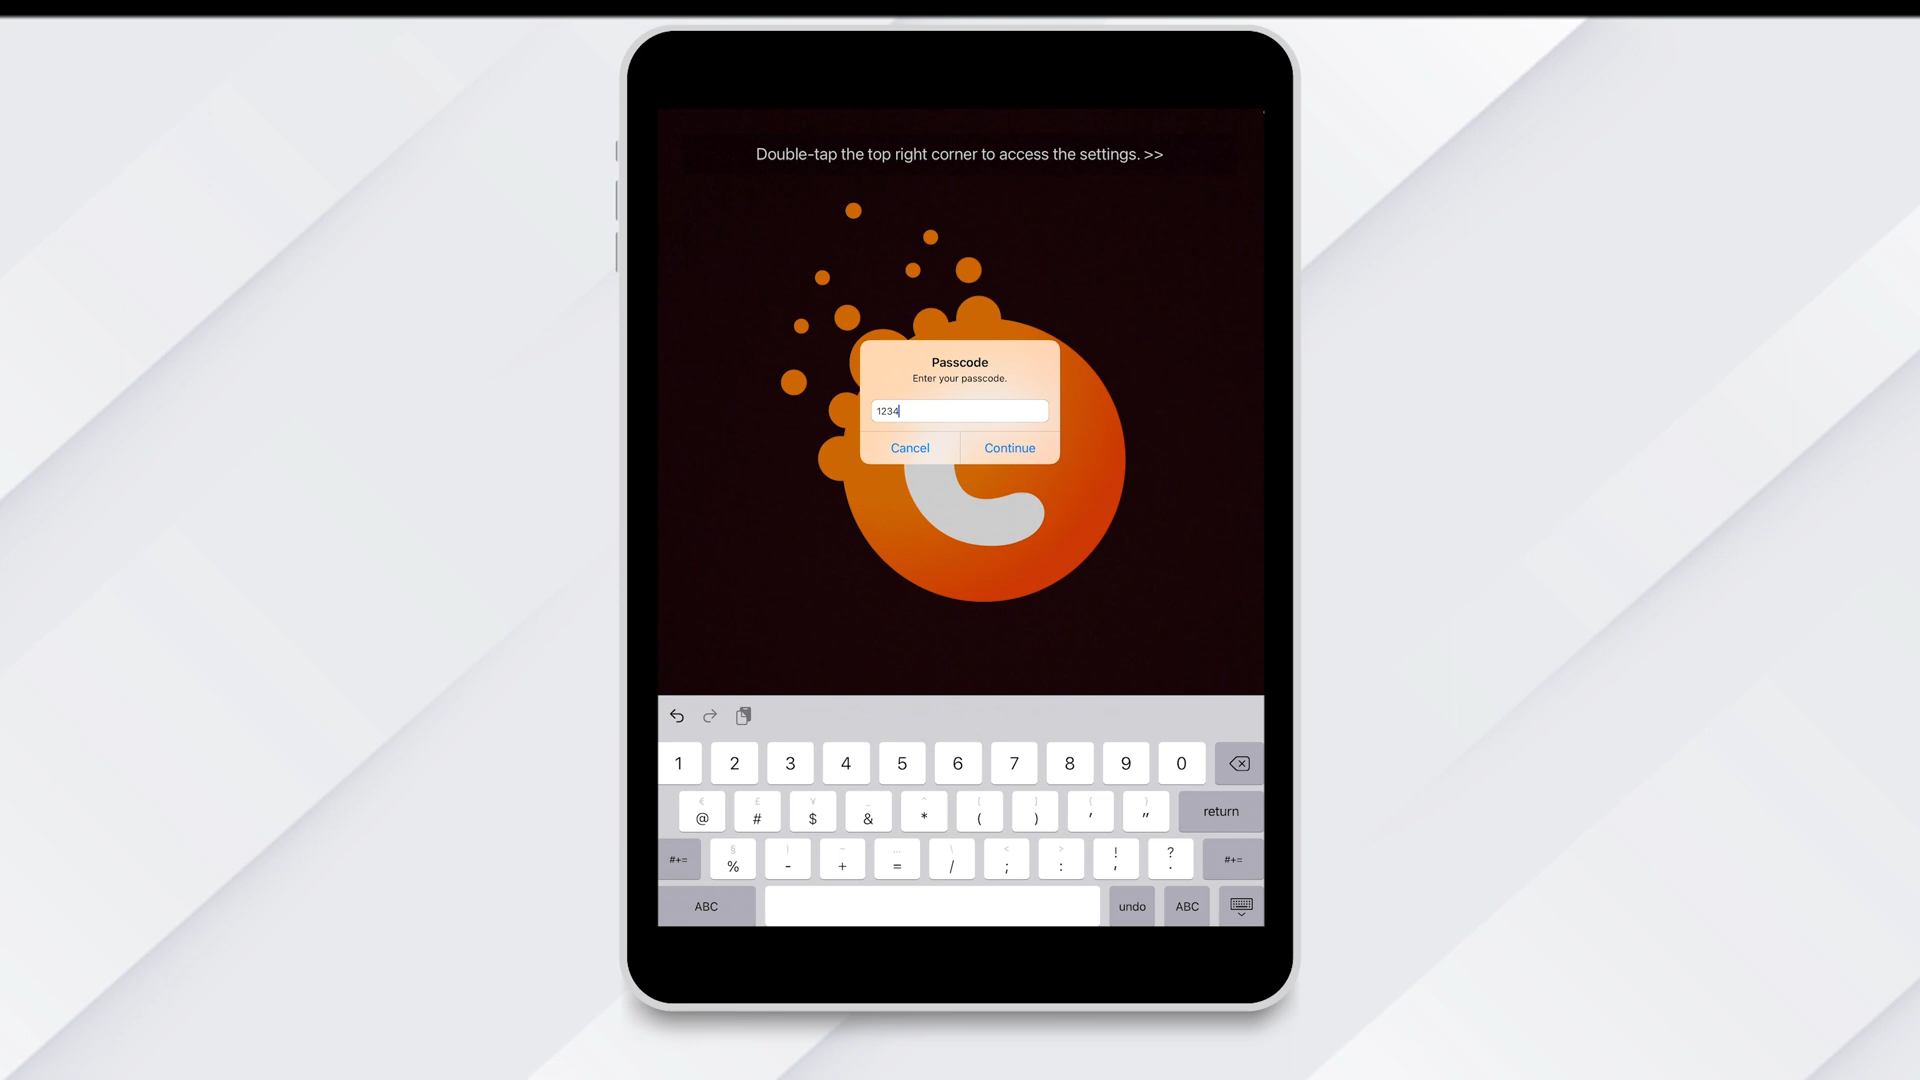 Double-tap the top right corner to access the settings. >>
Passcode
Enter your passcode.
1234
Cancel Continue
1 2 3 4 5 6 7 8 9 0
€ £ ¥ _ ^ [ ] { }
@ # $ & * ( ) ' " return
§ | ~ … \ < > ! ?
#+= % - + = / ; : , . #+=
ABC undo ABC